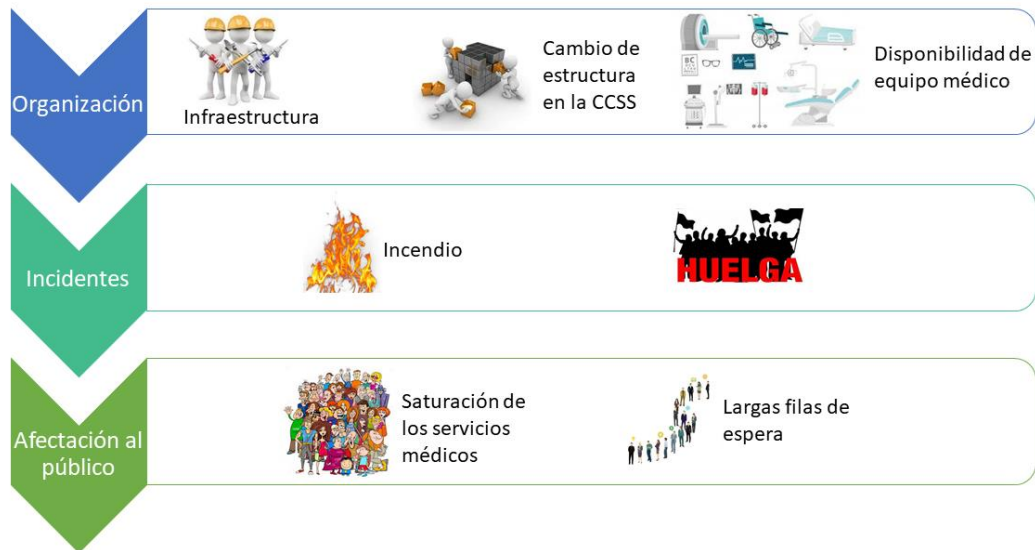 Organización
Infraestructura
Cambio de
estructura
en la CCSS
Disponibilidad de
equipo médico
Incidentes
Incendio
HUELGA
Afectación al
público
Saturación de
los servicios
médicos
Largas filas de
espera